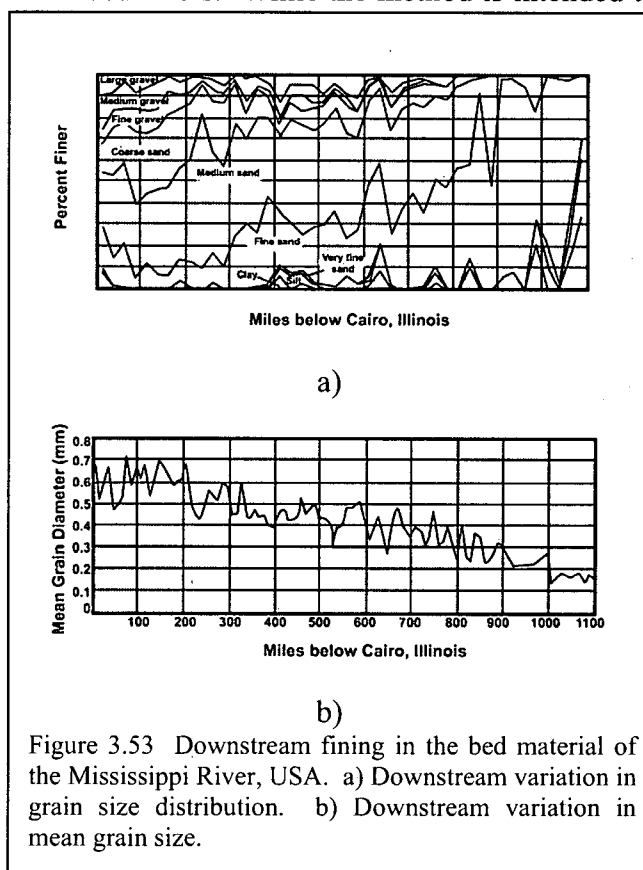 Large gravel
Medium gravel
Fine gravel
Coarse sand
Medium sand
Fine sand
Very fine
sand
Clay
Silt
Percent Finer
Miles below Cairo, Illinois
a)
0.8
0.7
0.6
0.5
0.4
0.3
0.2
0.1
0
Mean Grain Diameter (mm)
100 200 300 400 500 600 700 800 900 1000 1100
Miles below Cairo, Illinois
b)
Figure 3.53 Downstream fining in the bed material of
the Mississippi River, USA. a) Downstream variation in
grain size distribution. b) Downstream variation in
mean grain size.